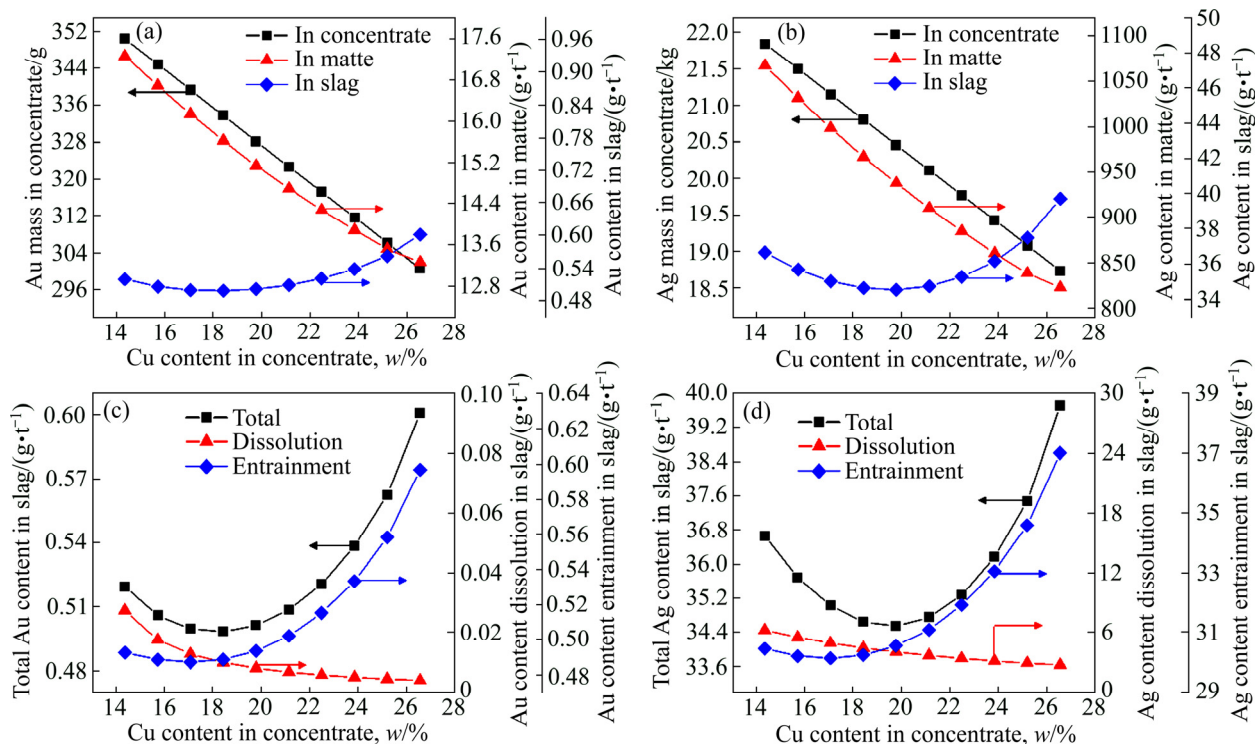 (a)
In concentrate
In matte
In slag
352
344
336
328
320
312
304
296
Au mass in concentrate/g
17.6
16.8
16.0
15.2
14.4
13.6
12.8
Au content in matte/(g•t⁻¹)
0.96
0.90
0.84
0.78
0.72
0.66
0.60
0.54
0.48
Au content in slag/(g•t⁻¹)
14 16 18 20 22 24 26 28
Cu content in concentrate, w/%
(b)
In concentrate
In matte
In slag
22.0
21.5
21.0
20.5
20.0
19.5
19.0
18.5
Ag mass in concentrate/kg
1100
1050
1000
950
900
850
800
Ag content in matte/(g•t⁻¹)
50
48
46
44
42
40
38
36
34
Ag content in slag/(g•t⁻¹)
14 16 18 20 22 24 26 28
Cu content in concentrate, w/%
(c)
Total
Dissolution
Entrainment
0.60
0.57
0.54
0.51
0.48
Total Au content in slag/(g•t⁻¹)
0.10
0.08
0.06
0.04
0.02
0
Au content dissolution in slag/(g•t⁻¹)
0.64
0.62
0.60
0.58
0.56
0.54
0.52
0.50
0.48
Au content entrainment in slag/(g•t⁻¹)
14 16 18 20 22 24 26 28
Cu content in concentrate, w/%
(d)
Total
Dissolution
Entrainment
40.0
39.2
38.4
37.6
36.8
36.0
35.2
34.4
33.6
Total Ag content in slag/(g•t⁻¹)
30
24
18
12
6
0
Ag content dissolution in slag/(g•t⁻¹)
39
37
35
33
31
29
Ag content entrainment in slag/(g•t⁻¹)
14 16 18 20 22 24 26 28
Cu content in concentrate, w/%